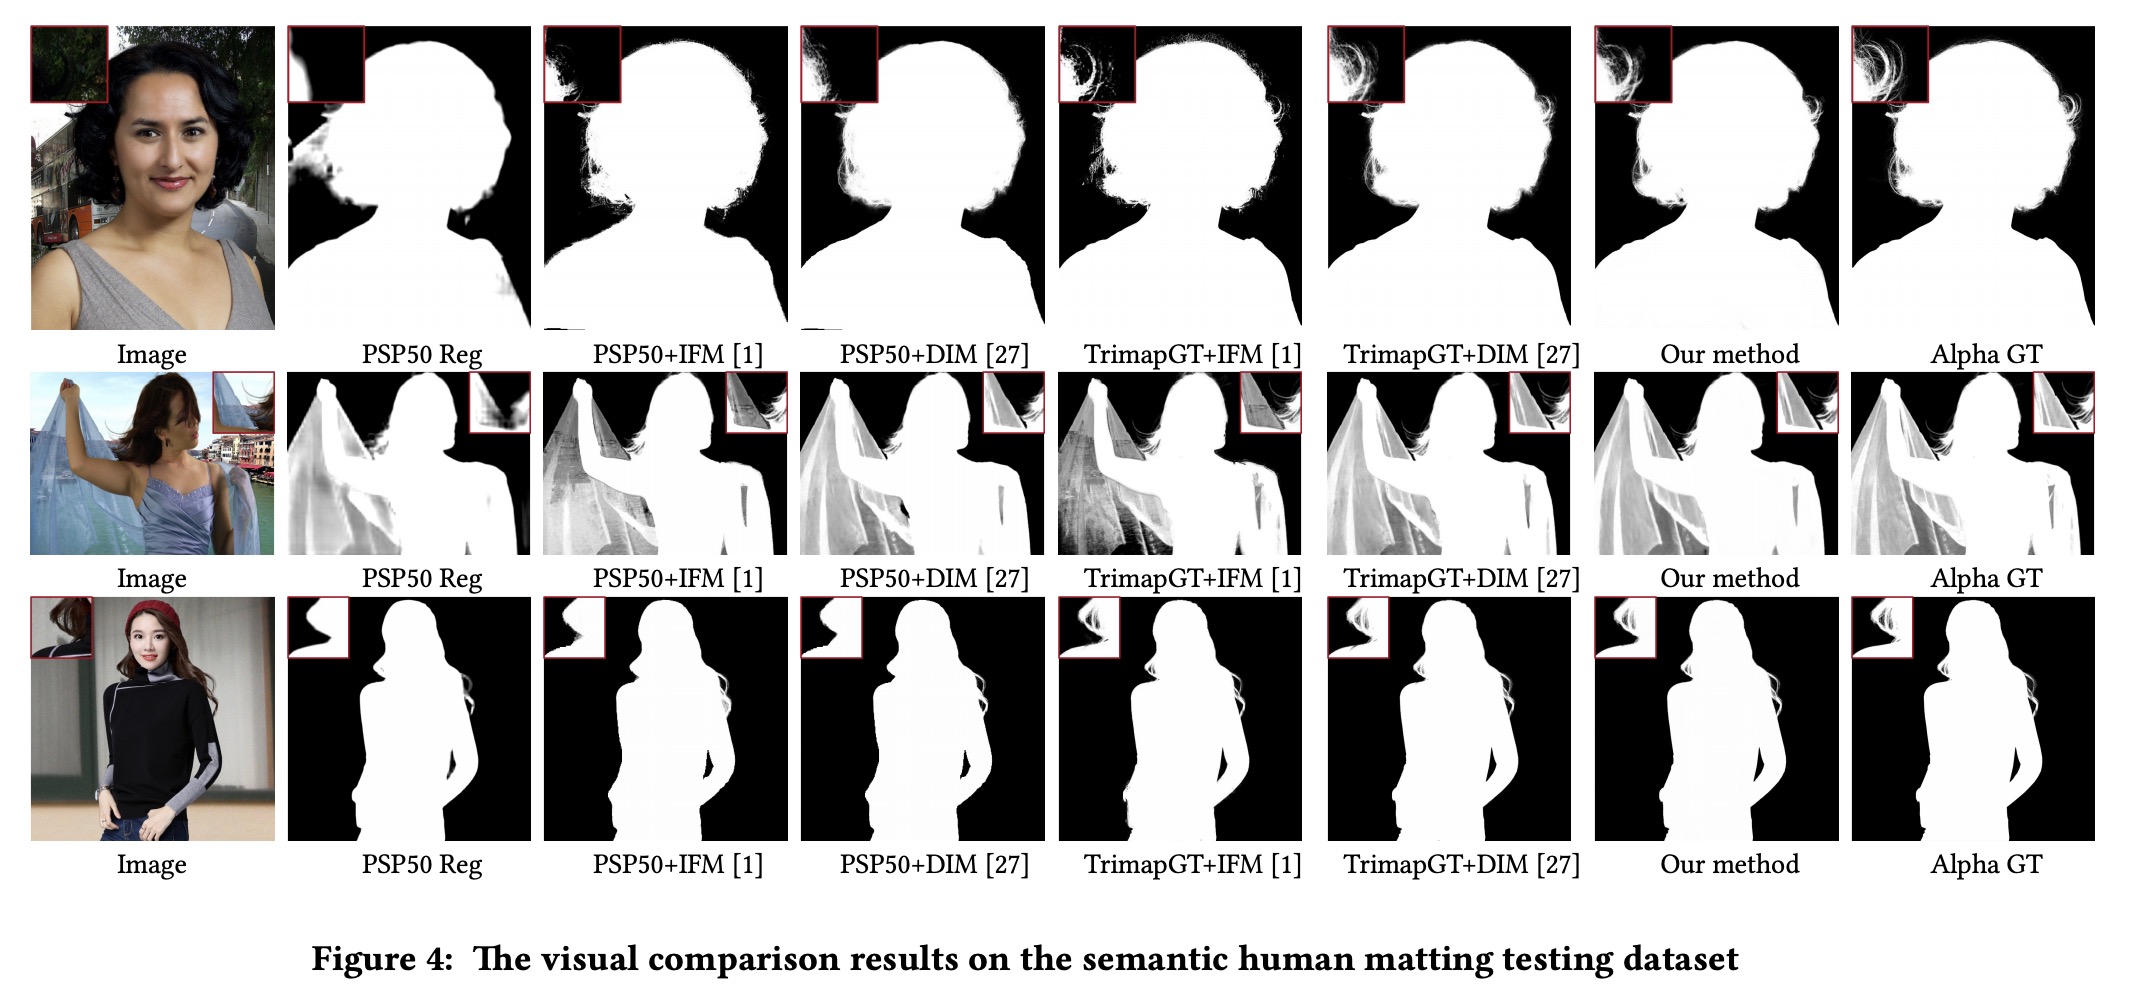 Image PSP50 Reg PSP50+IFM [1] PSP50+DIM [27] TrimapGT+IFM [1] TrimapGT+DIM [27] Our method Alpha GT
Image PSP50 Reg PSP50+IFM [1] PSP50+DIM [27] TrimapGT+IFM [1] TrimapGT+DIM [27] Our method Alpha GT
Image PSP50 Reg PSP50+IFM [1] PSP50+DIM [27] TrimapGT+IFM [1] TrimapGT+DIM [27] Our method Alpha GT
Figure 4: The visual comparison results on the semantic human matting testing dataset